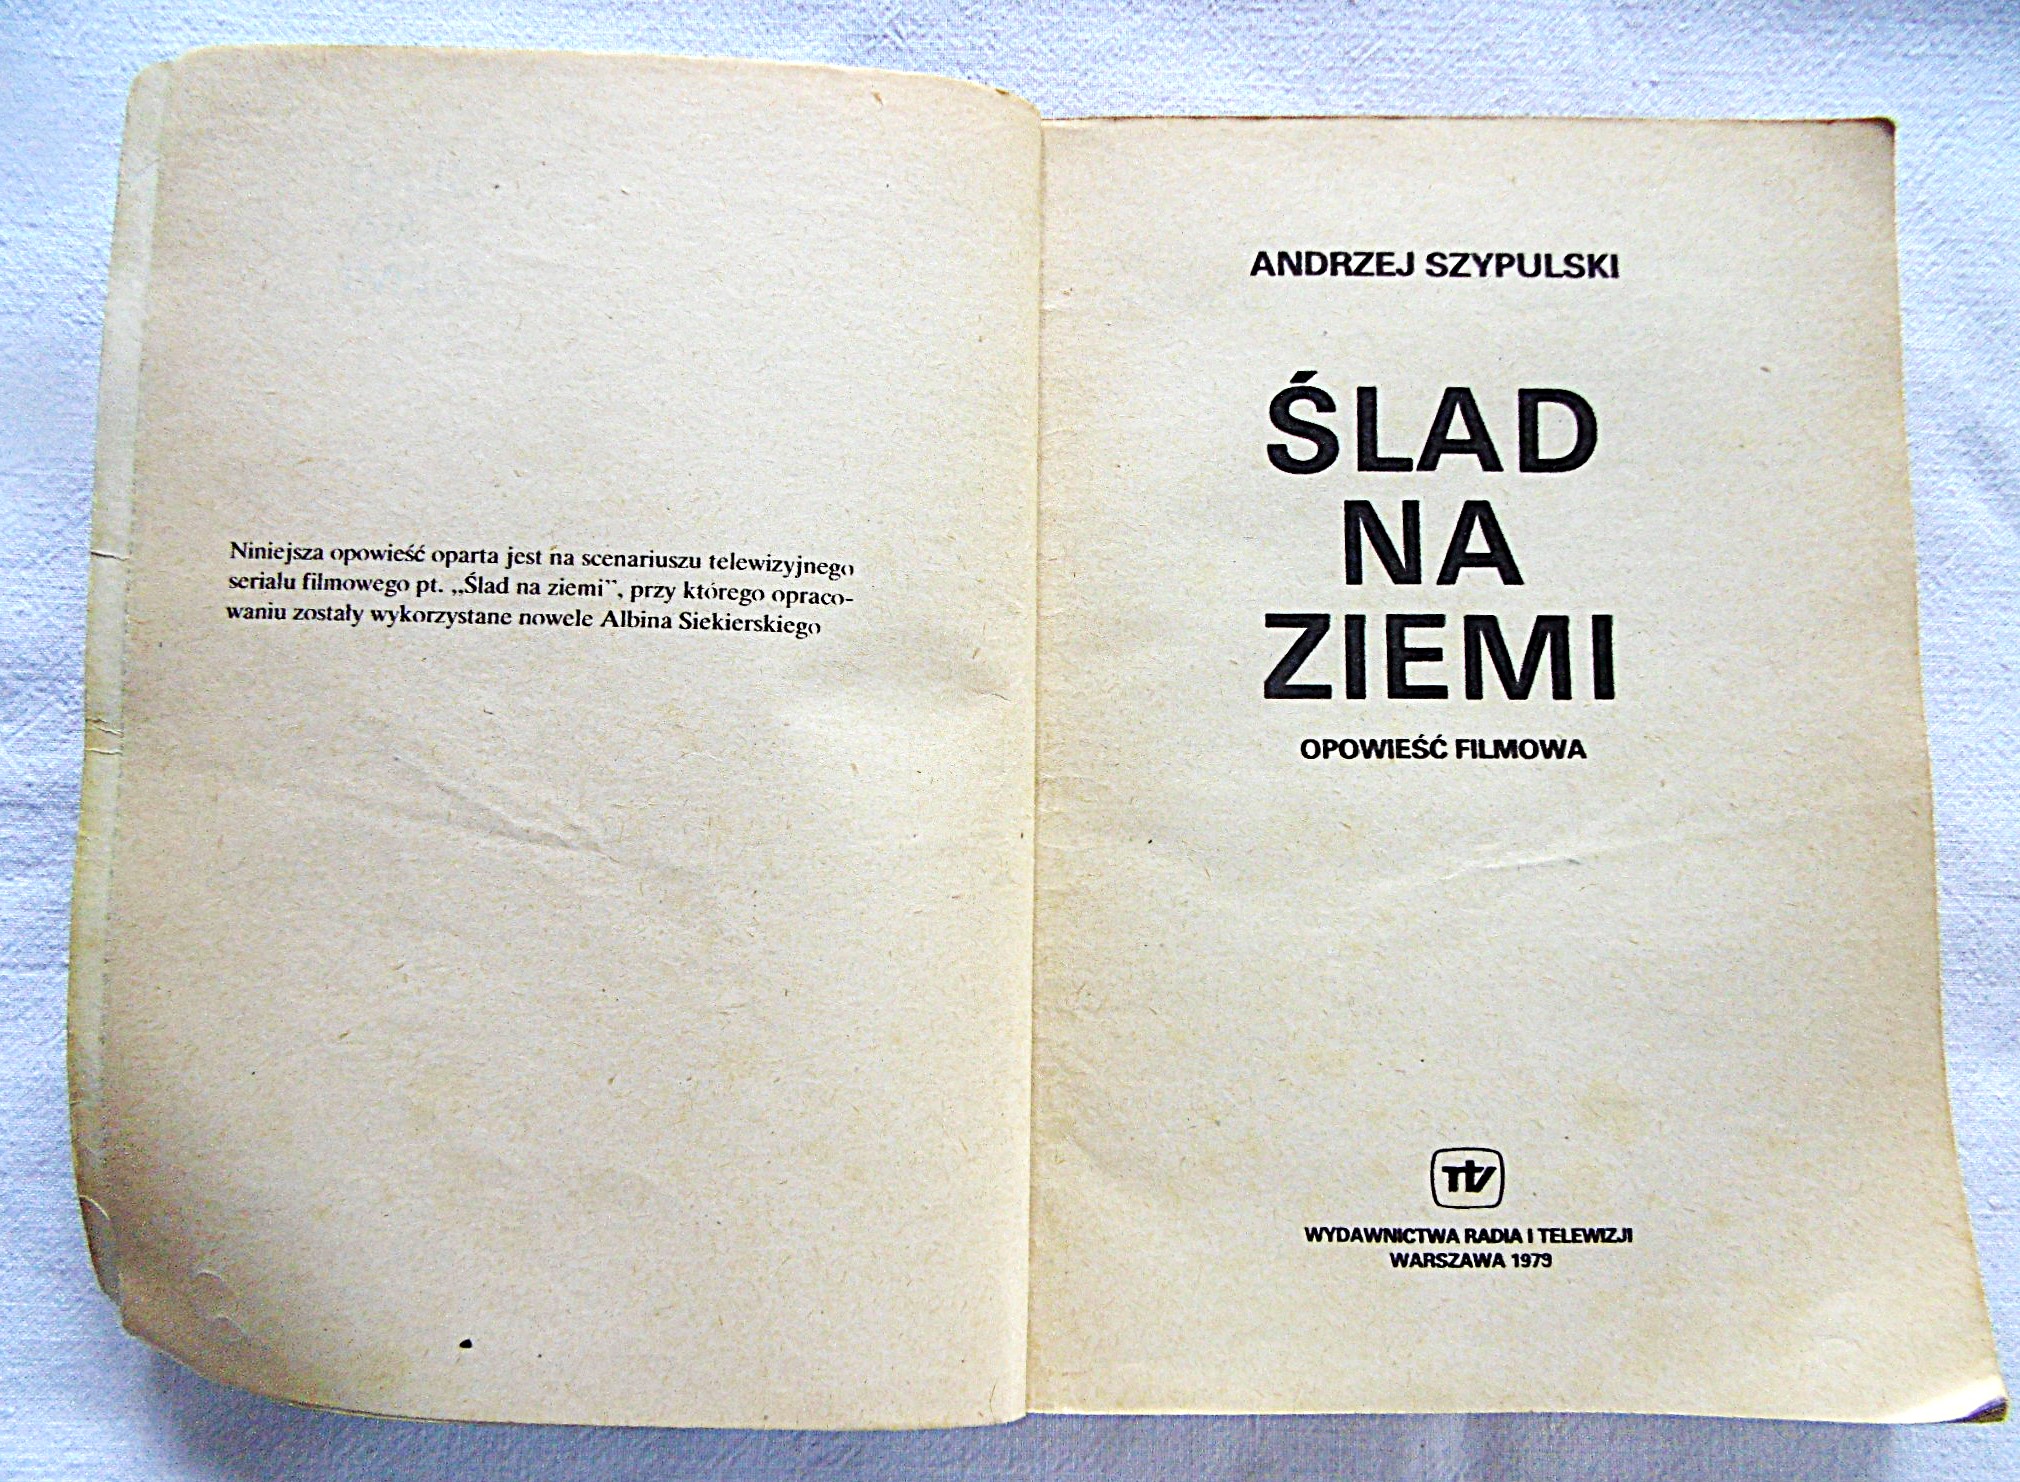 Niniejsza opowieść oparta jest na scenariuszu telewizyjnego
serialu filmowego pt. „Ślad na ziemi”, przy którego opraco-
waniu zostały wykorzystane nowele Albina Siekierskiego
ANDRZEJ SZYPULSKI
ŚLAD
NA
ZIEMI
OPOWIEŚĆ FILMOWA
RTV
WYDAWNICTWA RADIA I TELEWIZJI
WARSZAWA 1979